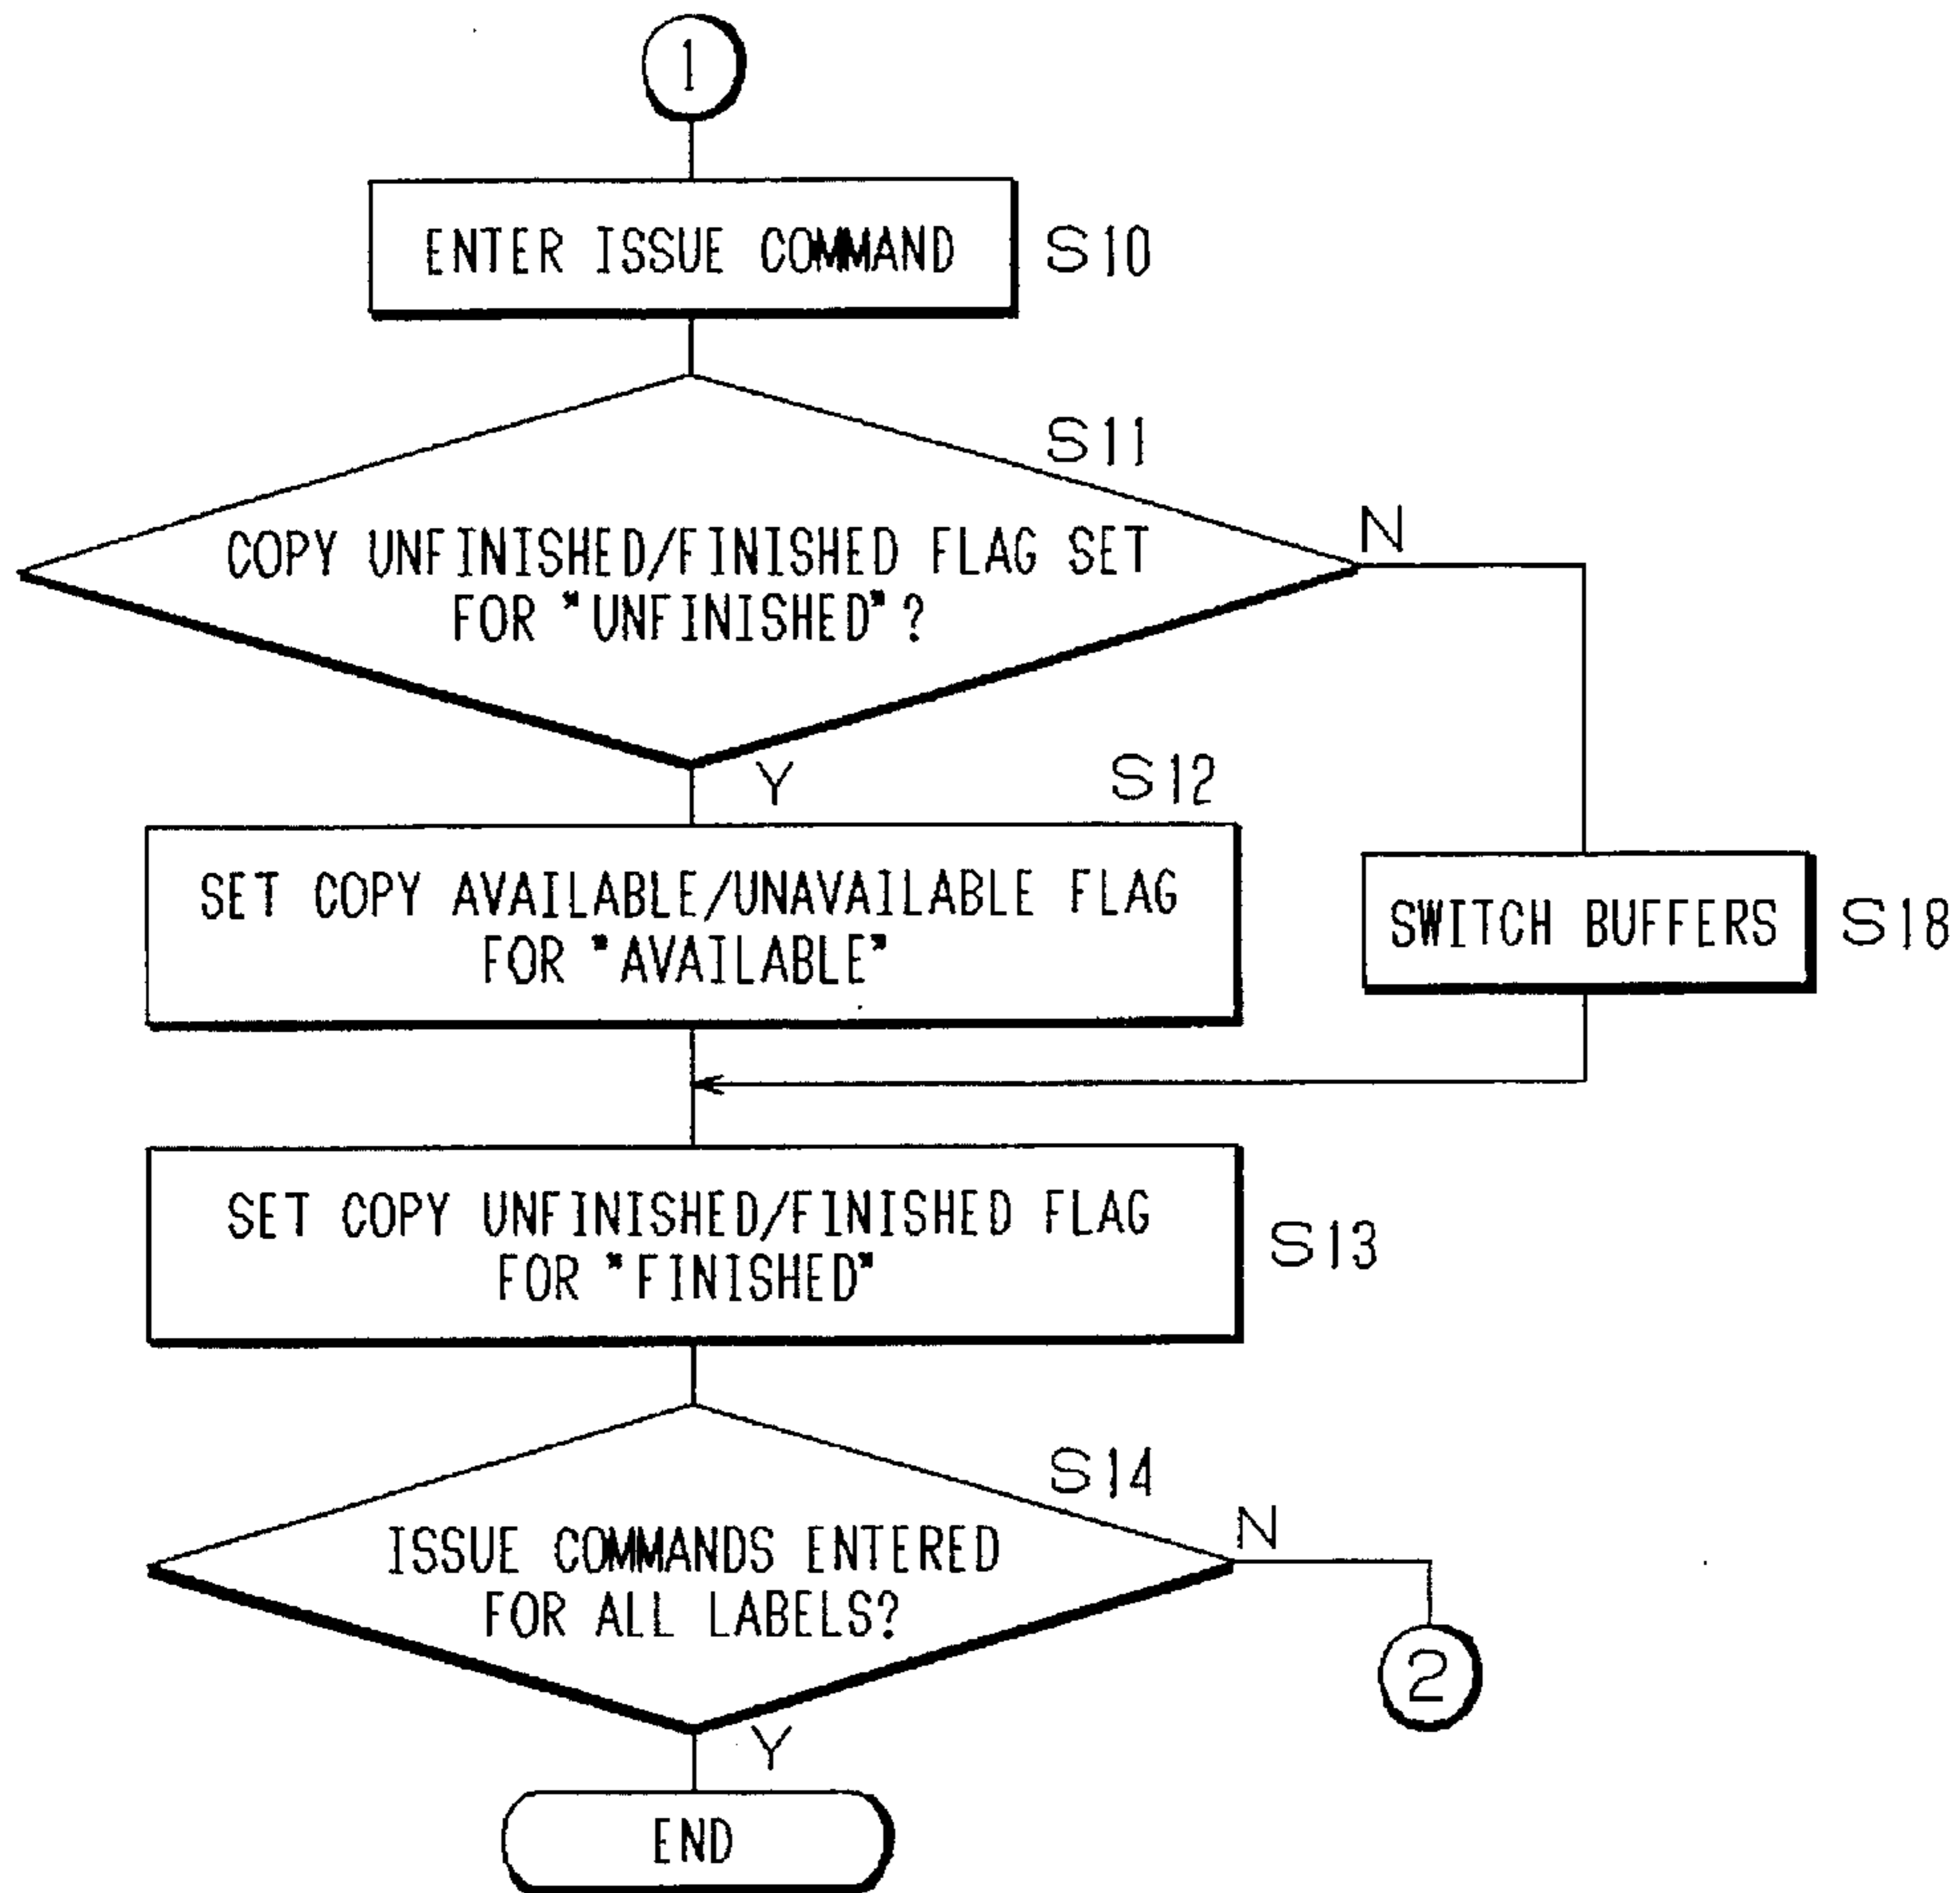 1
ENTER ISSUE COMMAND S10
S11
COPY UNFINISHED/FINISHED FLAG SET
FOR "UNFINISHED"?
N
Y
S12
SET COPY AVAILABLE/UNAVAILABLE FLAG
FOR "AVAILABLE"
SWITCH BUFFERS S18
SET COPY UNFINISHED/FINISHED FLAG
FOR "FINISHED"
S13
S14
ISSUE COMMANDS ENTERED
FOR ALL LABELS?
N
2
Y
END